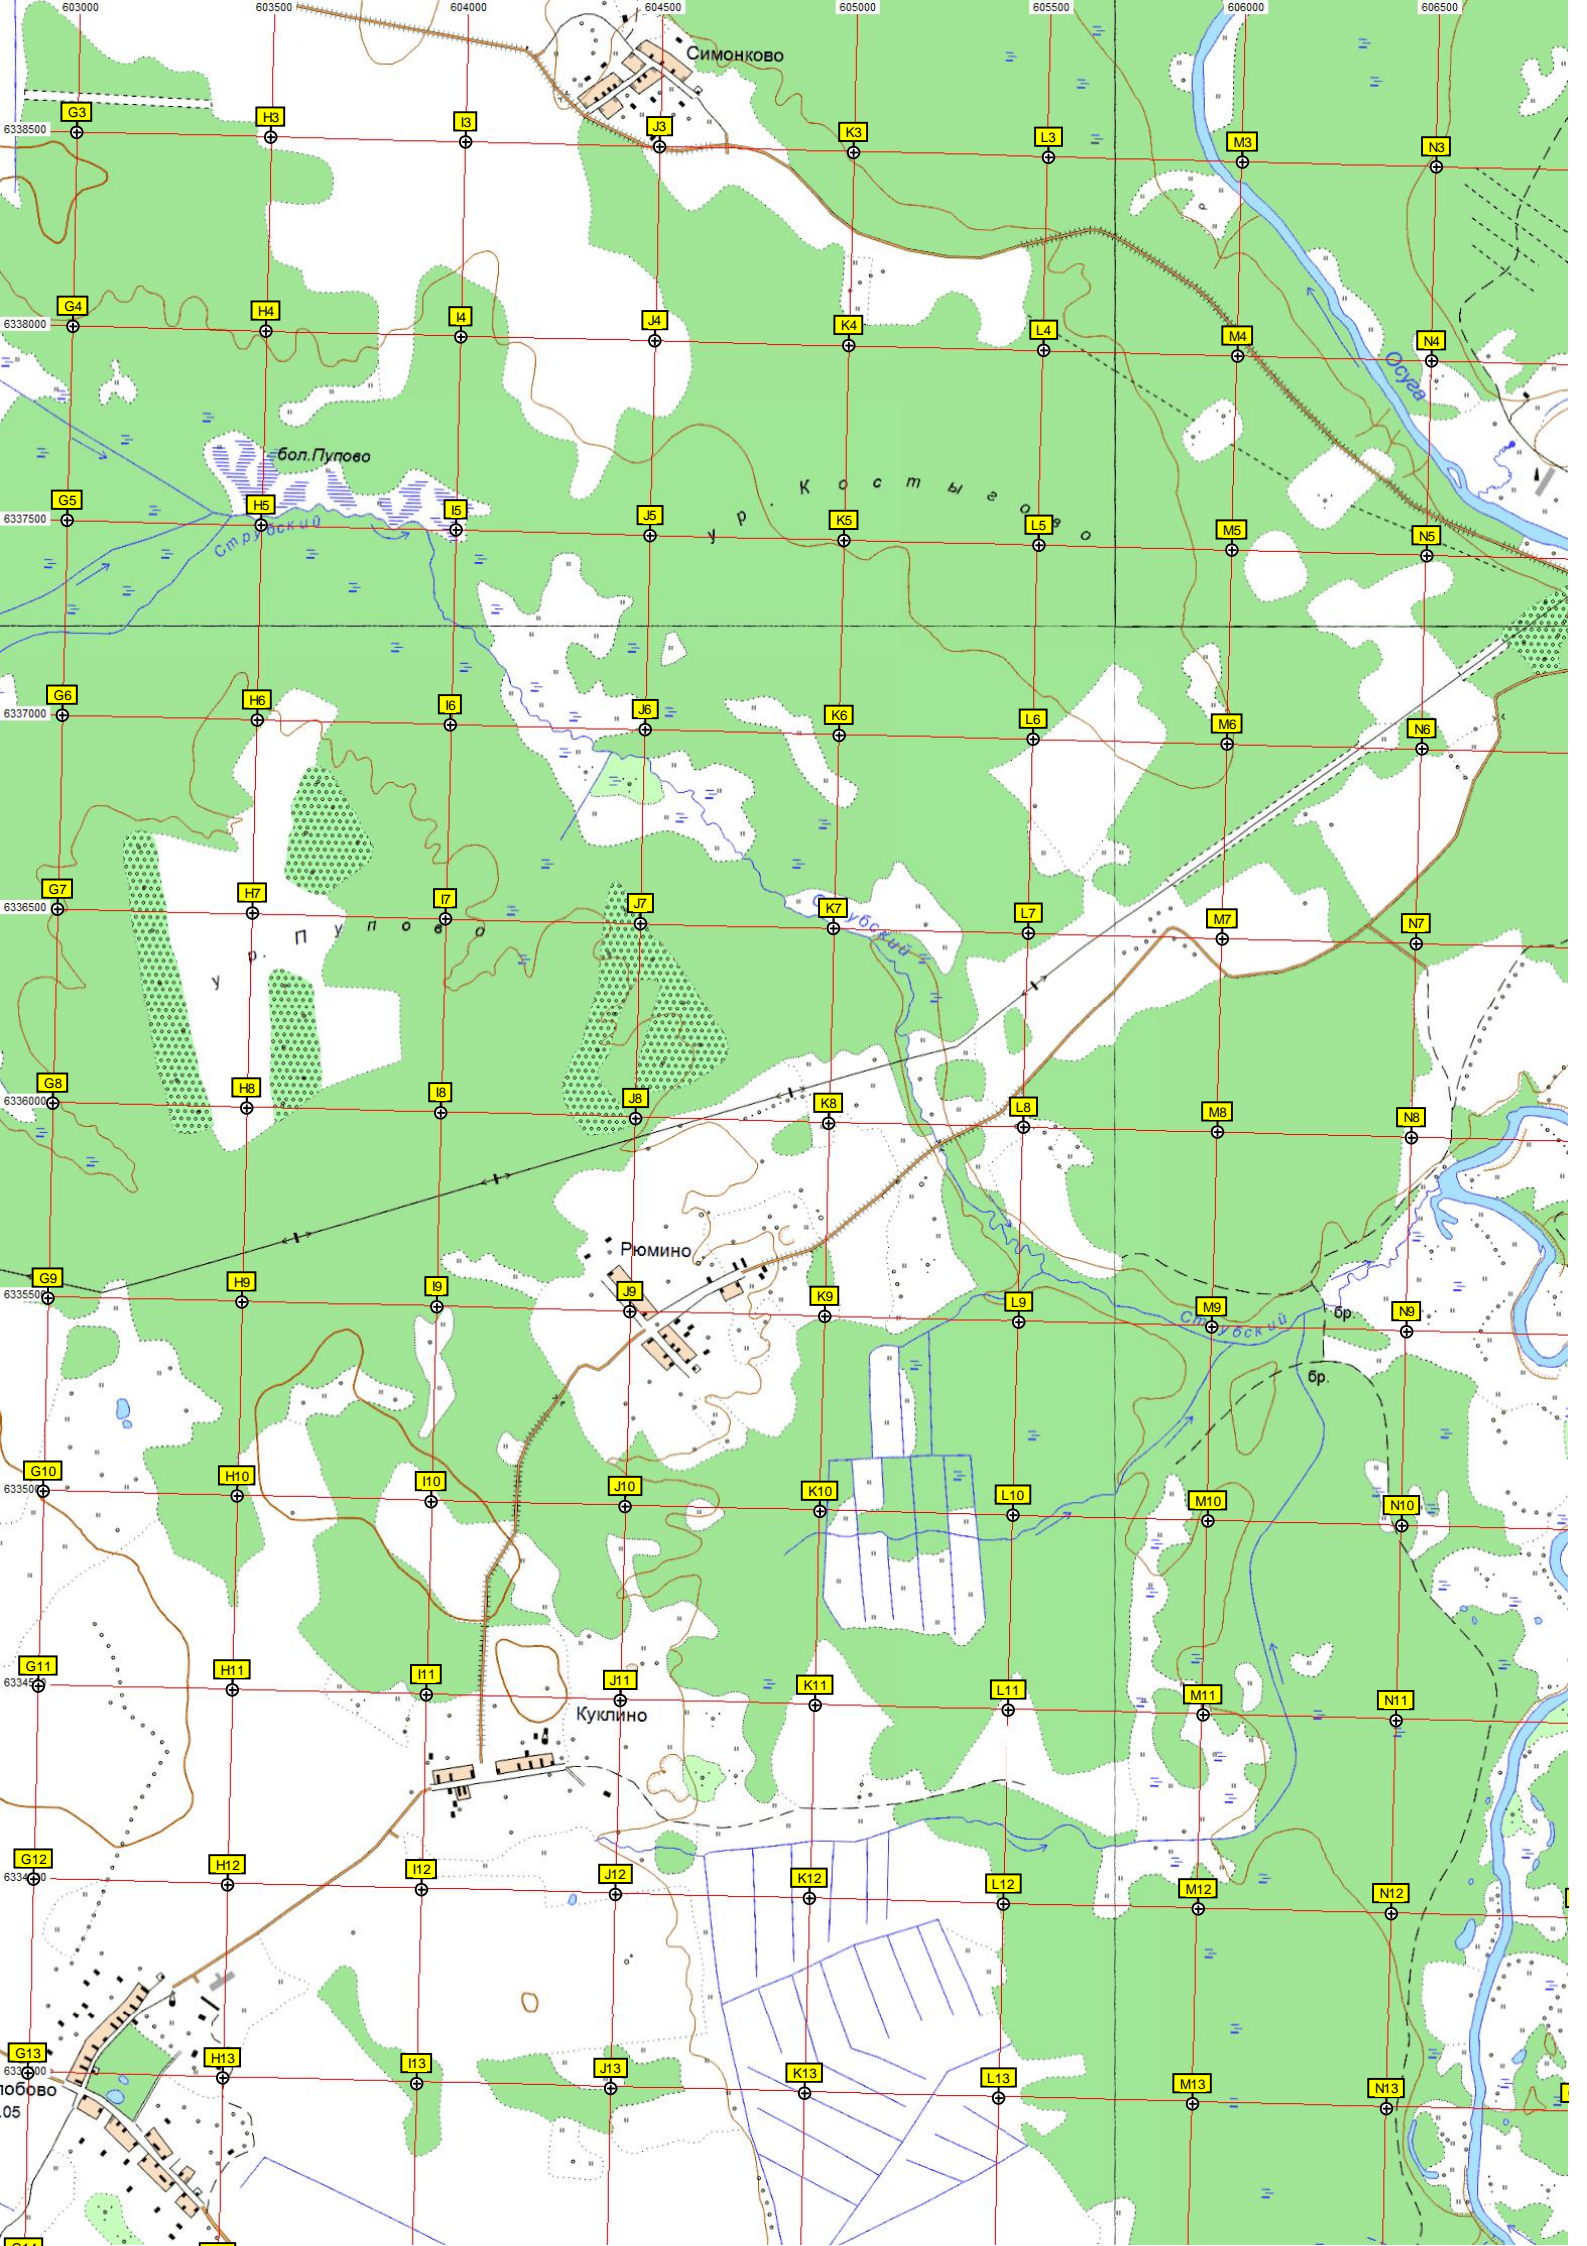 603000 603500 604000 604500 605000 605500 606000 606500
Симонково
G3 H3 I3 J3 K3 L3 M3 N3
6338500
G4 H4 I4 J4 K4 L4 M4 N4
6338000
Осуга
бол.Пупово
ур. Костыгово
G5 H5 I5 J5 K5 L5 M5 N5
6337500
Струбский
G6 H6 I6 J6 K6 L6 M6 N6
6337000
G7 H7 I7 J7 K7 L7 M7 N7
6336500
ур. Пупово
Струбский
G8 H8 I8 J8 K8 L8 M8 N8
6336000
Рюмино
G9 H9 I9 J9 K9 L9 M9 N9
6335500
Струбский
бр.
бр.
G10 H10 I10 J10 K10 L10 M10 N10
633500
G11 H11 I11 J11 K11 L11 M11 N11
Куклино
G12 H12 I12 J12 K12 L12 M12 N12
G13 H13 I13 J13 K13 L13 M13 N13
лобово
.05